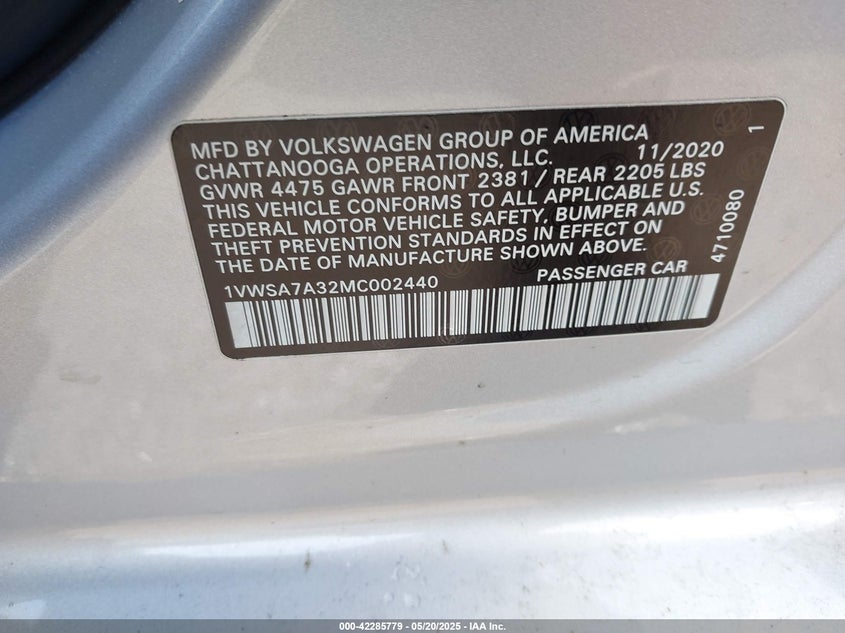 MFD BY VOLKSWAGEN GROUP OF AMERICA
CHATTANOOGA OPERATIONS, LLC. 11/2020 1
GVWR 4475 GAWR FRONT 2381 / REAR 2205 LBS
THIS VEHICLE CONFORMS TO ALL APPLICABLE U.S.
FEDERAL MOTOR VEHICLE SAFETY, BUMPER AND
THEFT PREVENTION STANDARDS IN EFFECT ON
THE DATE OF MANUFACTURE SHOWN ABOVE.
4710080
1VWSA7A32MC002440 PASSENGER CAR
000-42285779 — 05/20/2025 — IAA Inc.